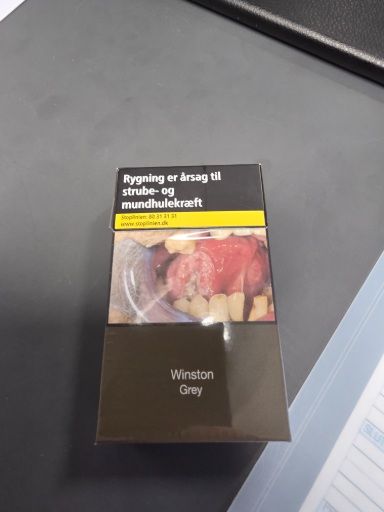 Rygning er årsag til
strube- og
mundhulekræft
Stoplinien: 80 31 31 31
www.stoplinien.dk
Winston
Grey